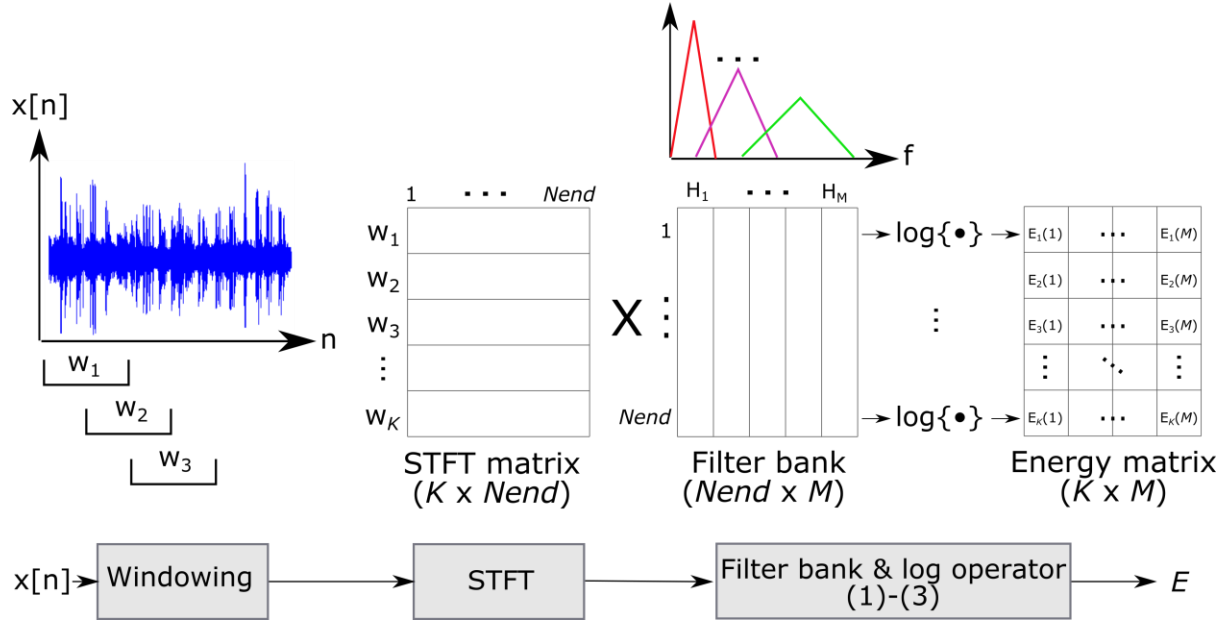 x[n]
n
w1
w2
w3
f
1 ... Nend
w1
w2
w3
⋮
wK
STFT matrix
(K x Nend)
X
H1 ... HM
1
⋮
Nend
Filter bank
(Nend x M)
log{•}
⋮
log{•}
E1(1) ... E1(M)
E2(1) ... E2(M)
E3(1) ... E3(M)
⋮ ⋱ ⋮
EK(1) ... EK(M)
Energy matrix
(K x M)
x[n]
Windowing
STFT
Filter bank & log operator
(1)-(3)
E